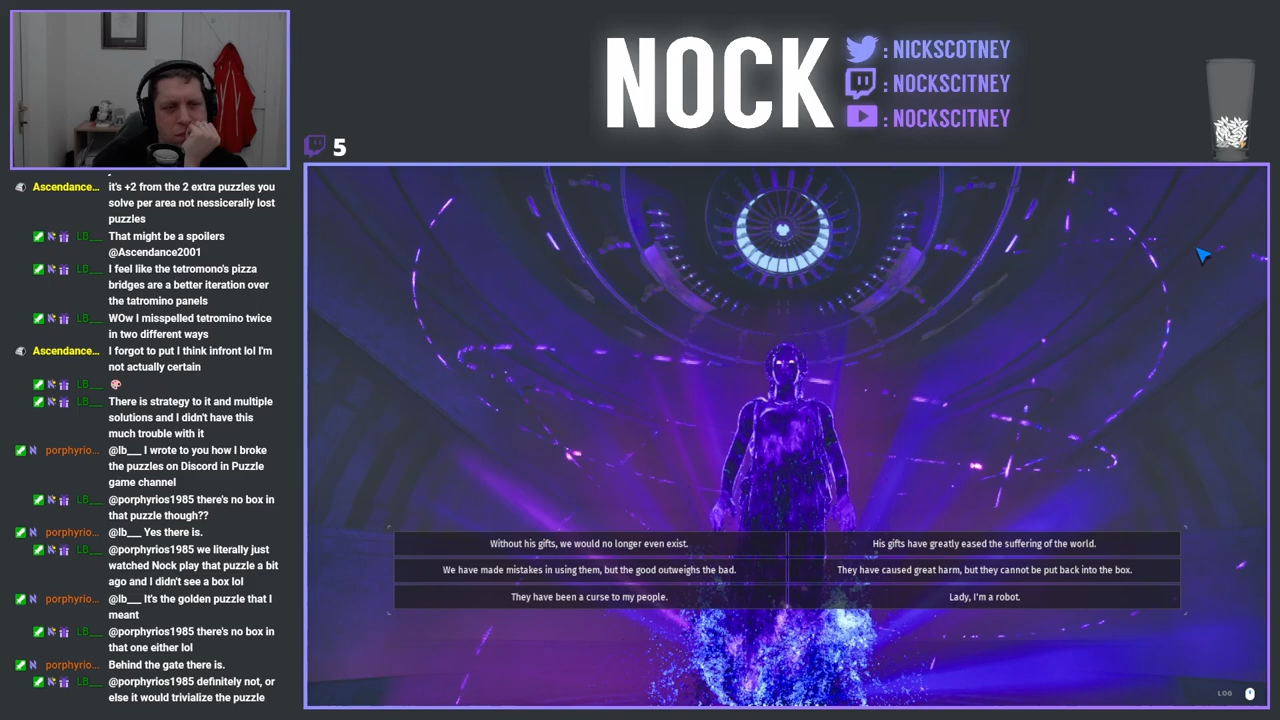 NOCK
: NICKSCOTNEY
: NOCKSCITNEY
: NOCKSCITNEY
5
Ascendance... it's +2 from the 2 extra puzzles you
solve per area not nessiceraliy lost
puzzles
LB___ That might be a spoilers
@Ascendance2001
LB___ I feel like the tetromono's pizza
bridges are a better iteration over
the tatromino panels
LB___ WOw I misspelled tetromino twice
in two different ways
Ascendance... I forgot to put I think infront lol I'm
not actually certain
LB___
LB___ There is strategy to it and multiple
solutions and I didn't have this
much trouble with it
porphyrio... @lb___ I wrote to you how I broke
the puzzles on Discord in Puzzle
game channel
LB___ @porphyrios1985 there's no box in
that puzzle though??
porphyrio... @lb___ Yes there is.
LB___ @porphyrios1985 we literally just
watched Nock play that puzzle a bit
ago and I didn't see a box lol
porphyrio... @lb___ It's the golden puzzle that I
meant
LB___ @porphyrios1985 there's no box in
that one either lol
porphyrio... Behind the gate there is.
LB___ @porphyrios1985 definitely not, or
else it would trivialize the puzzle
Without his gifts, we would no longer even exist.
His gifts have greatly eased the suffering of the world.
We have made mistakes in using them, but the good outweighs the bad.
They have caused great harm, but they cannot be put back into the box.
They have been a curse to my people.
Lady, I'm a robot.
LOG